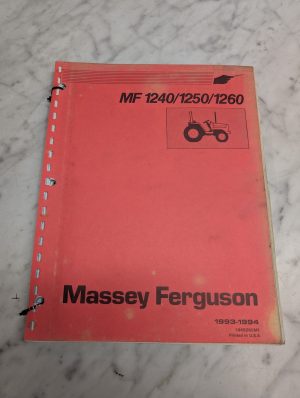 MF 1240/1250/1260
Massey Ferguson
1993-1994
Printed in U.S.A.